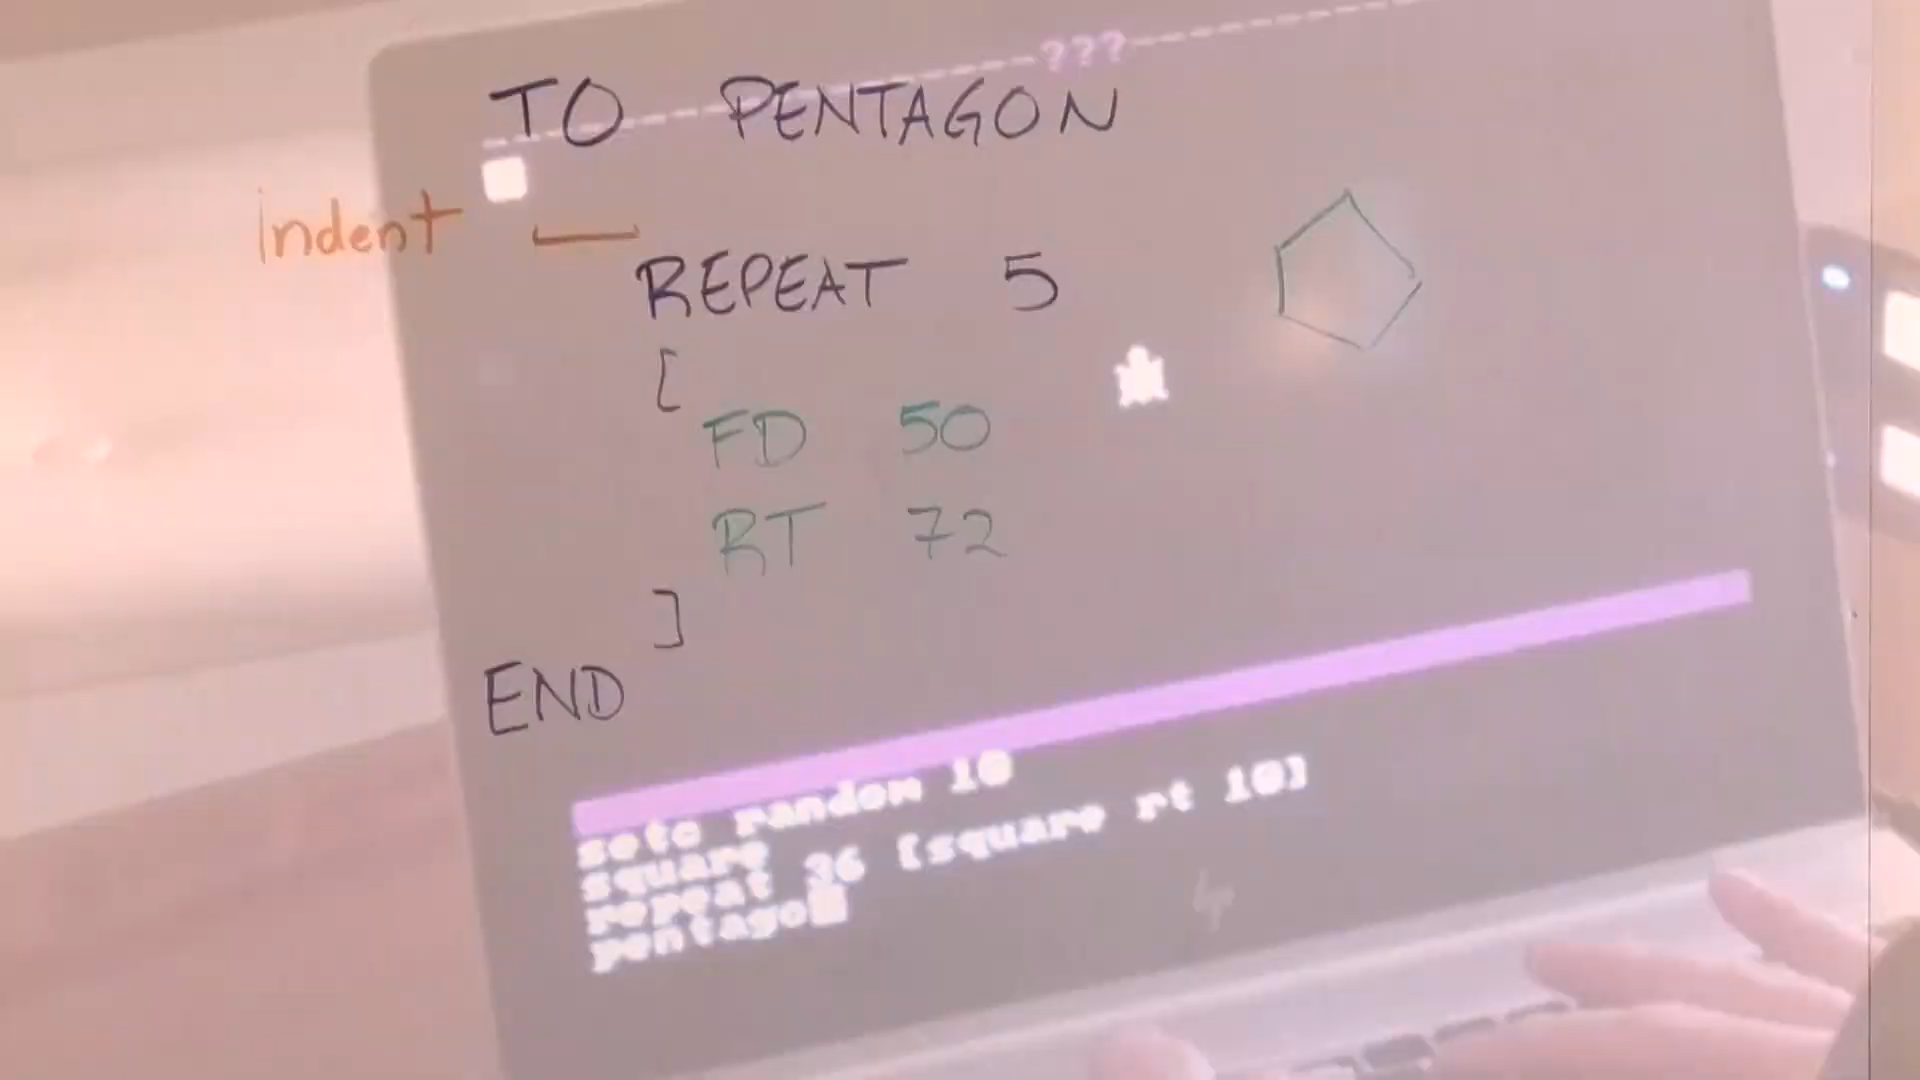 ???
TO PENTAGON
indent
REPEAT 5
[
FD 50
RT 72
]
END
setc random 10
square
repeat 36 [square rt 10]
pentago